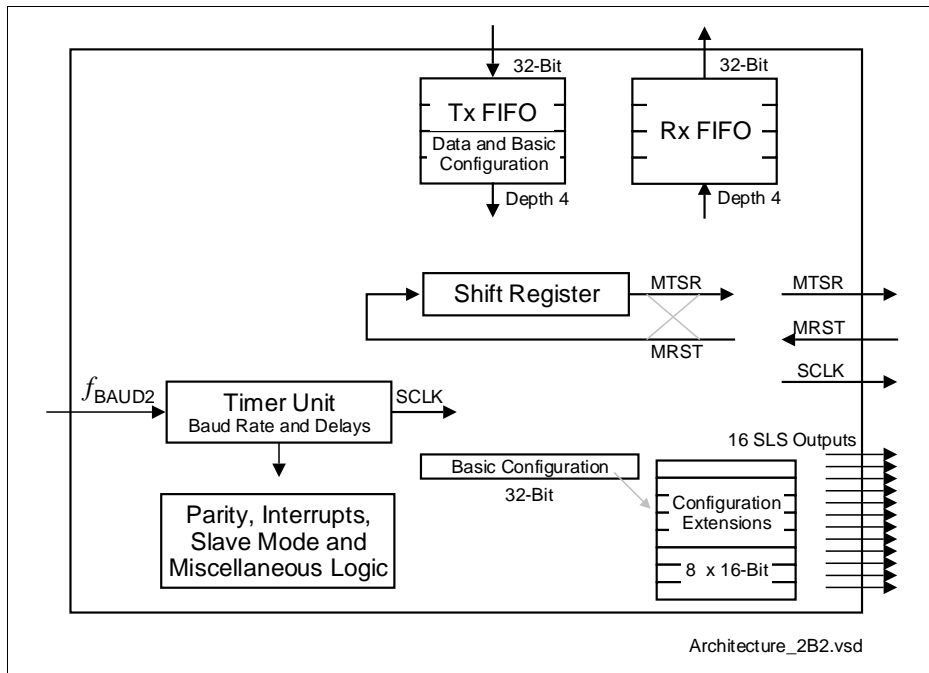 32-Bit
32-Bit
Tx FIFO
Data and Basic
Configuration
Rx FIFO
Depth 4
Depth 4
Shift Register
MTSR
MTSR
MRST
MRST
SCLK
fBAUD2
Timer Unit
Baud Rate and Delays
SCLK
16 SLS Outputs
Basic Configuration
32-Bit
Configuration
Extensions
Parity, Interrupts,
Slave Mode and
Miscellaneous Logic
8 x 16-Bit
Architecture_2B2.vsd